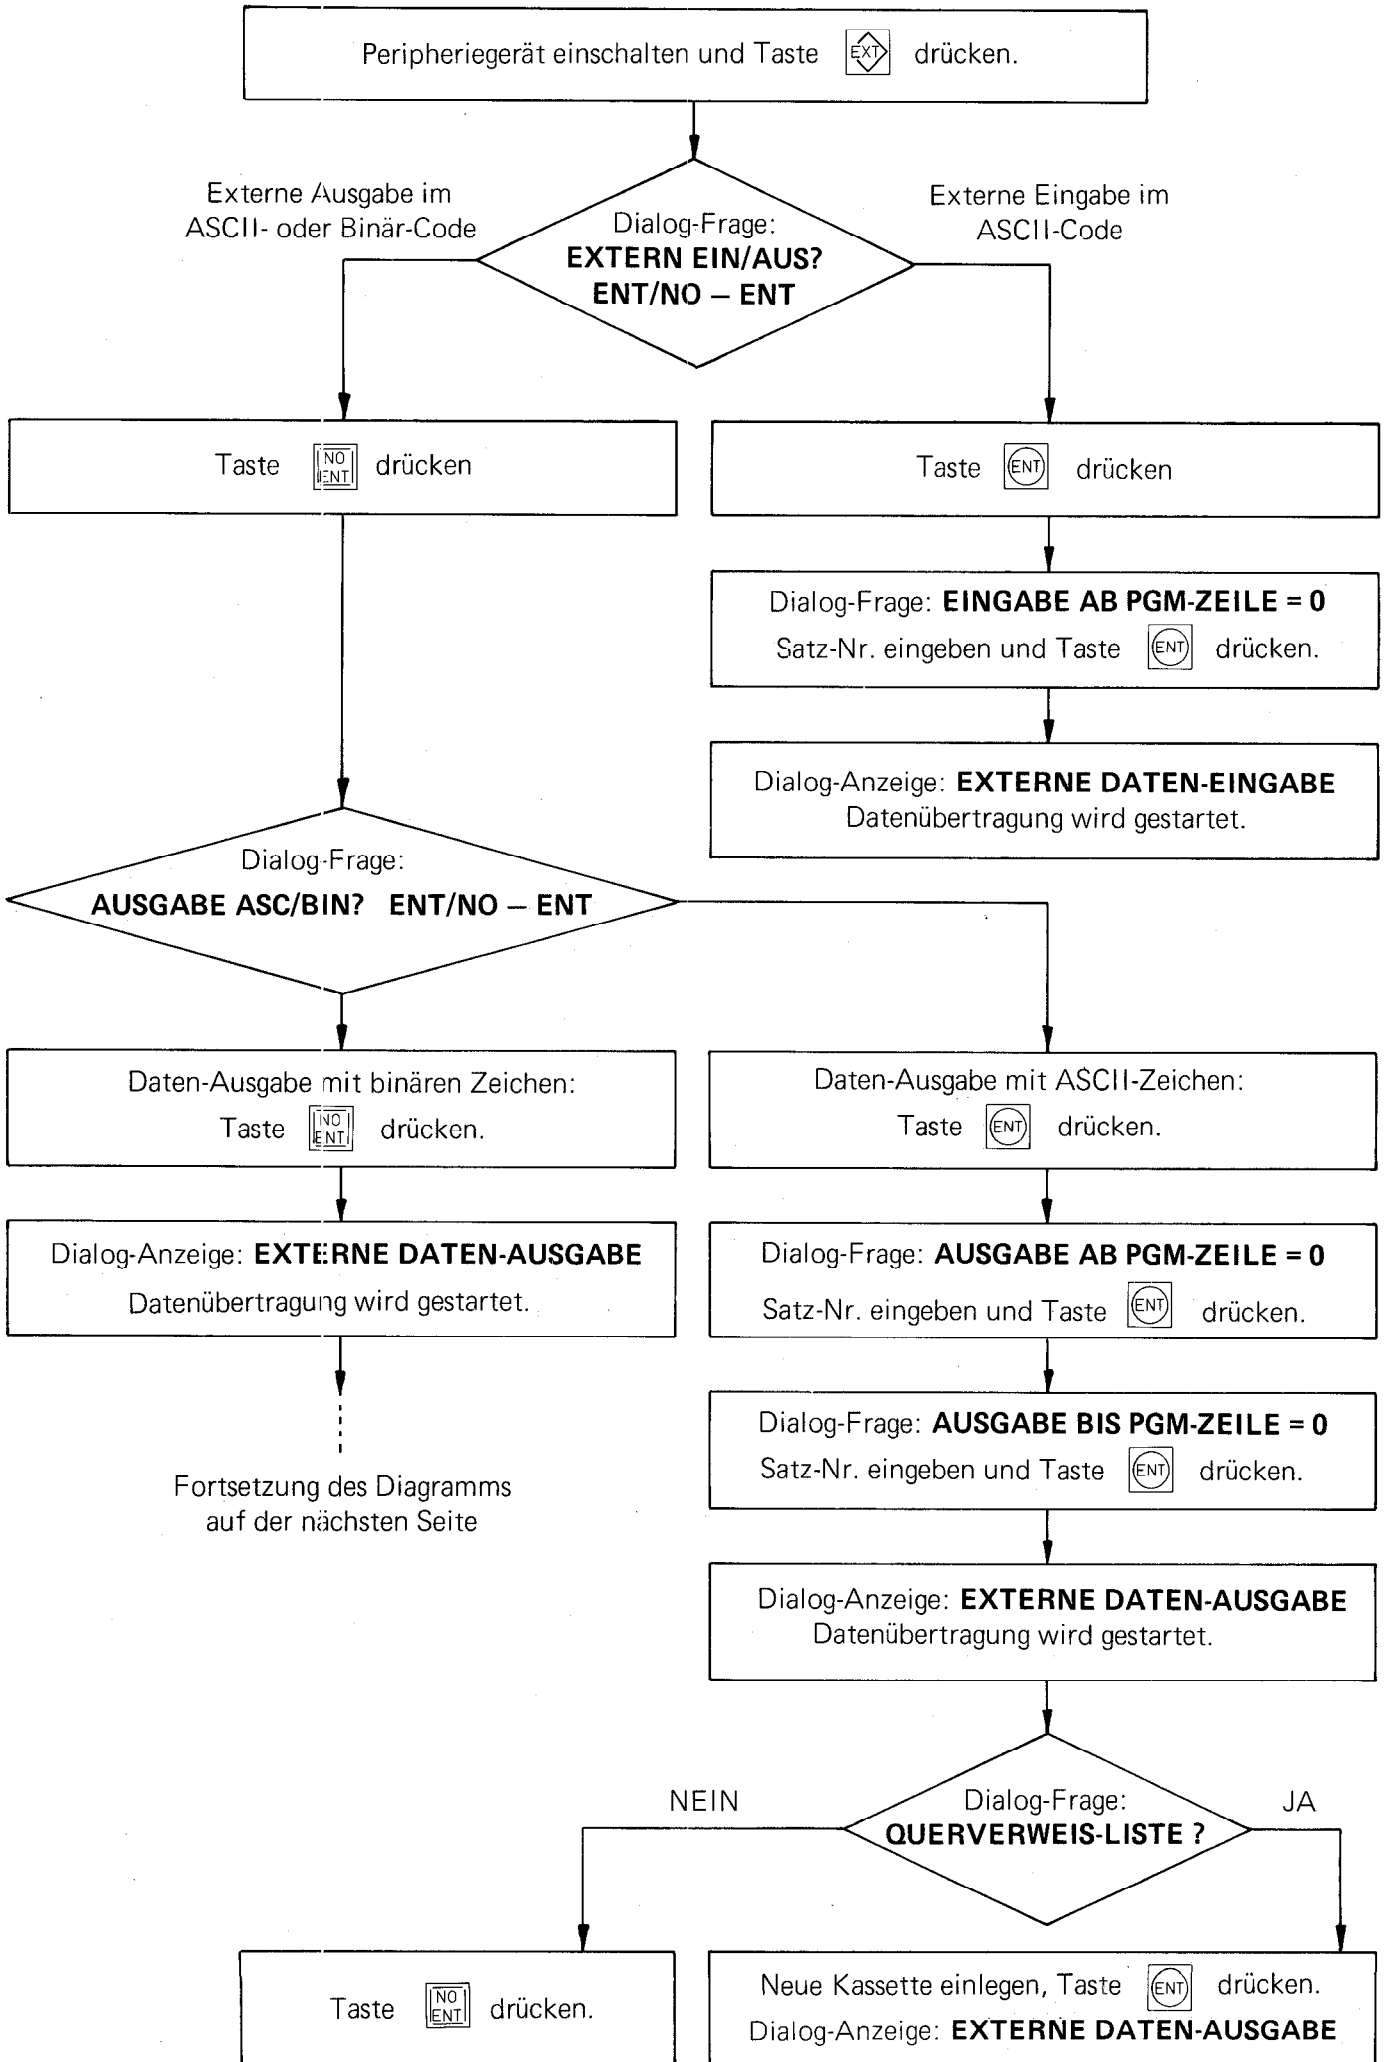 Peripheriegerät einschalten und Taste EXT drücken.
Externe Ausgabe im
ASCII- oder Binär-Code
Externe Eingabe im
ASCII-Code
Dialog-Frage:
EXTERN EIN/AUS?
ENT/NO – ENT
Taste NO ENT drücken
Taste ENT drücken
Dialog-Frage: EINGABE AB PGM-ZEILE = 0
Satz-Nr. eingeben und Taste ENT drücken.
Dialog-Anzeige: EXTERNE DATEN-EINGABE
Datenübertragung wird gestartet.
Dialog-Frage:
AUSGABE ASC/BIN? ENT/NO – ENT
Daten-Ausgabe mit binären Zeichen:
Taste NO ENT drücken.
Daten-Ausgabe mit ASCII-Zeichen:
Taste ENT drücken.
Dialog-Anzeige: EXTERNE DATEN-AUSGABE
Datenübertragung wird gestartet.
Dialog-Frage: AUSGABE AB PGM-ZEILE = 0
Satz-Nr. eingeben und Taste ENT drücken.
Dialog-Frage: AUSGABE BIS PGM-ZEILE = 0
Satz-Nr. eingeben und Taste ENT drücken.
Fortsetzung des Diagramms
auf der nächsten Seite
Dialog-Anzeige: EXTERNE DATEN-AUSGABE
Datenübertragung wird gestartet.
NEIN
Dialog-Frage:
QUERVERWEIS-LISTE ?
JA
Taste NO ENT drücken.
Neue Kassette einlegen, Taste ENT drücken.
Dialog-Anzeige: EXTERNE DATEN-AUSGABE